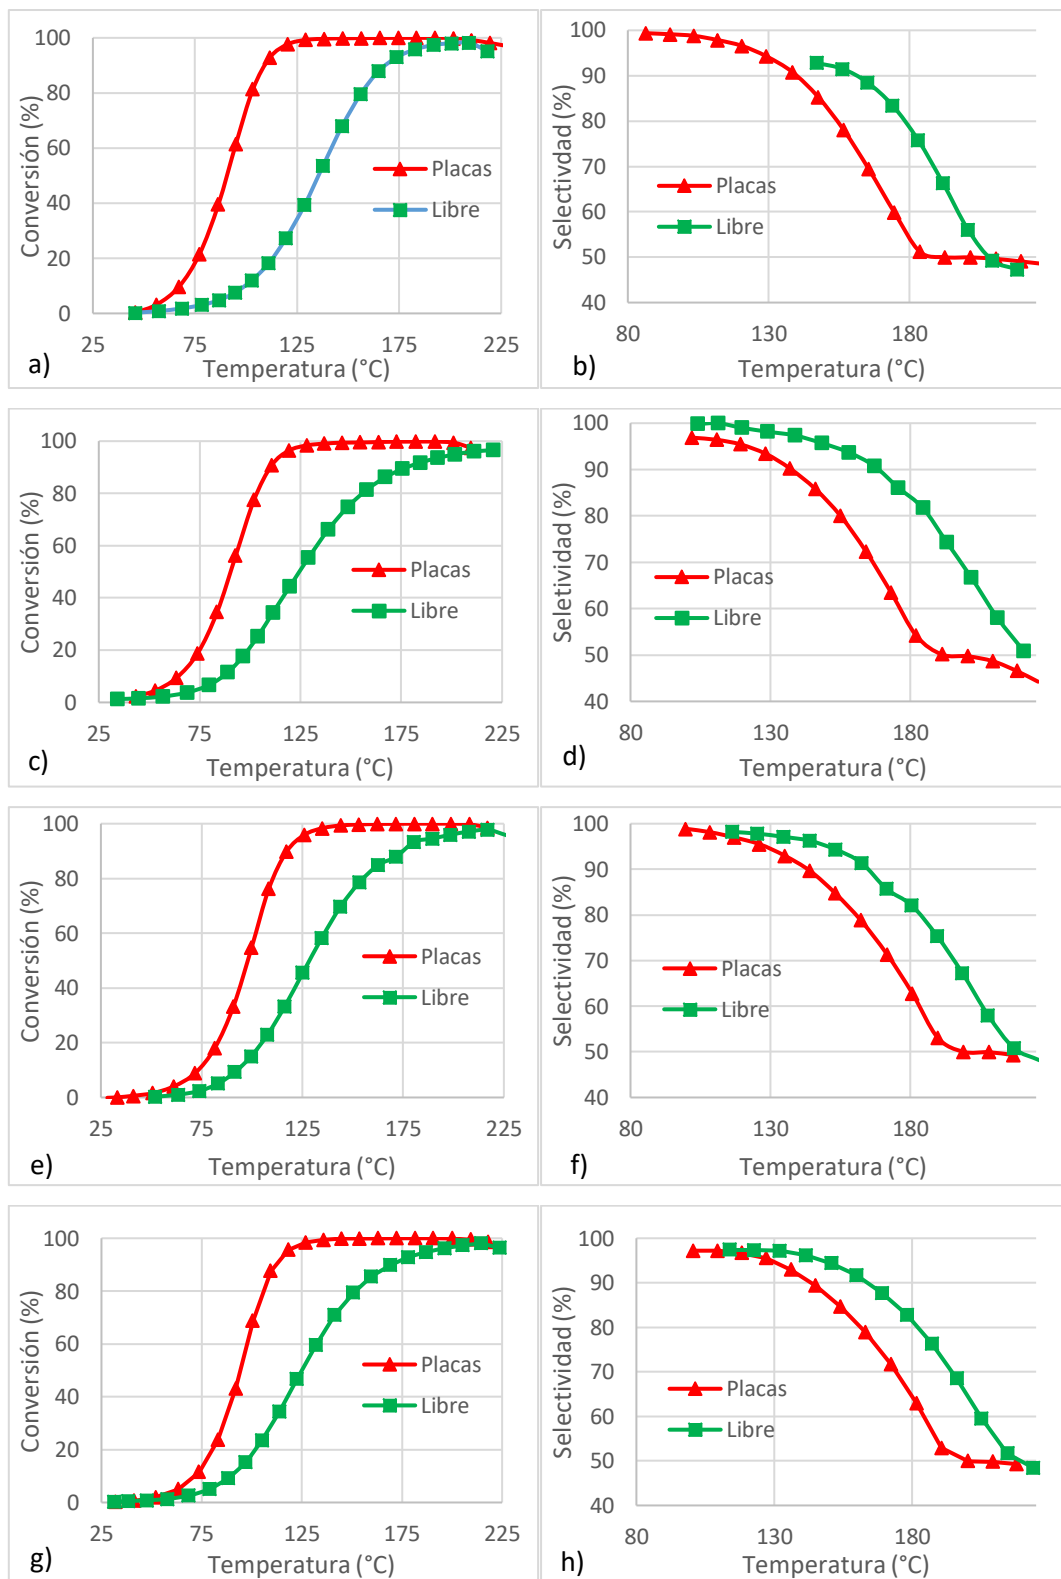 100
80
60
40
20
0
Conversión (%)
Placas
Libre
25 75 125 175 225
Temperatura (°C)
a)
100
90
80
70
60
50
40
Selectivdad (%)
Placas
Libre
80 130 180
Temperatura (°C)
b)
100
80
60
40
20
0
Conversión (%)
Placas
Libre
25 75 125 175 225
Temperatura (°C)
c)
100
90
80
70
60
50
40
Seletividad (%)
Placas
Libre
80 130 180
Temperatura (°C)
d)
100
80
60
40
20
0
Conversión (%)
Placas
Libre
25 75 125 175 225
Temperatura (°C)
e)
100
90
80
70
60
50
40
Selectividad (%)
Placas
Libre
80 130 180
Temperatura (°C)
f)
100
80
60
40
20
0
Conversión (%)
Placas
Libre
25 75 125 175 225
Temperatura (°C)
g)
100
90
80
70
60
50
40
Selectividad (%)
Placas
Libre
80 130 180
Temperatura (°C)
h)